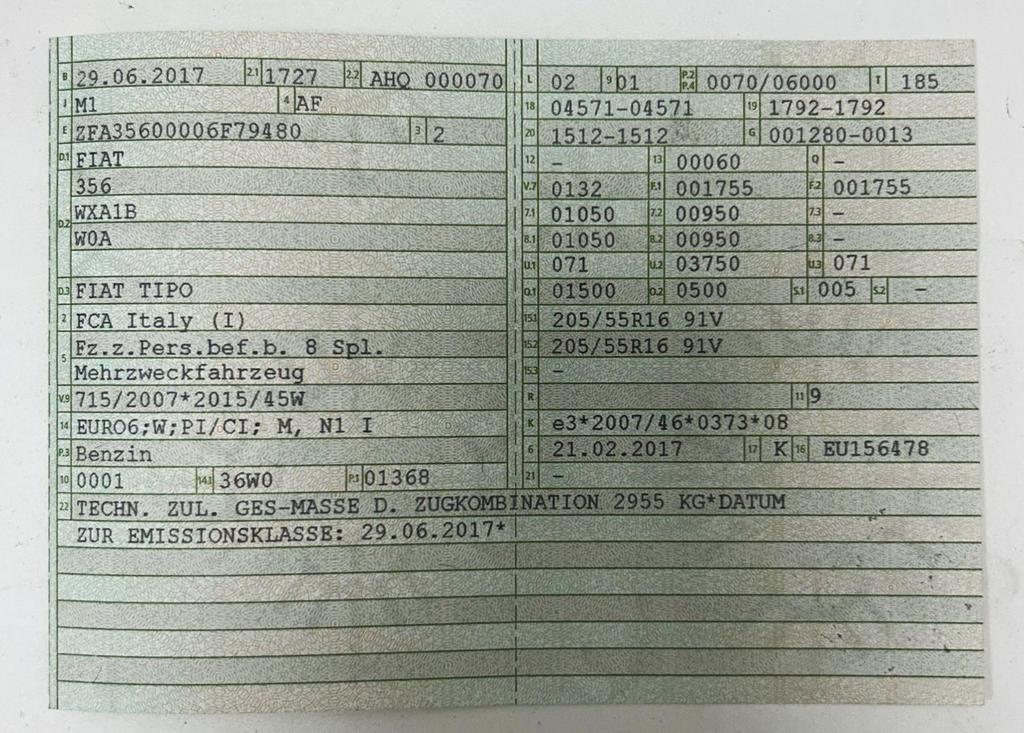 B 29.06.2017 2.1 1727 2.2 AHQ 000070
J M1 4 AF
E ZFA35600006F79480 3 2
D.1 FIAT
356
D.2 WXA1B
W0A
D.3 FIAT TIPO
2 FCA Italy (I)
5 Fz.z.Pers.bef.b. 8 Spl.
Mehrzweckfahrzeug
V.9 715/2007*2015/45W
14 EURO6;W;PI/CI; M, N1 I
P.3 Benzin
10 0001 14.1 36W0 P.1 01368
L 02 9 01 P.2 P.4 0070/06000 T 185
18 04571-04571 19 1792-1792
20 1512-1512 G 001280-0013
12 - 13 00060 Q -
V.7 0132 F.1 001755 F.2 001755
7.1 01050 7.2 00950 7.3 -
8.1 01050 8.2 00950 8.3 -
U.1 071 U.2 03750 U.3 071
O.1 01500 O.2 0500 S.1 005 S.2 -
15.1 205/55R16 91V
15.2 205/55R16 91V
15.3 -
R 11 9
K e3*2007/46*0373*08
6 21.02.2017 17 K 16 EU156478
21 -
22 TECHN. ZUL. GES-MASSE D. ZUGKOMBINATION 2955 KG*DATUM
ZUR EMISSIONSKLASSE: 29.06.2017*